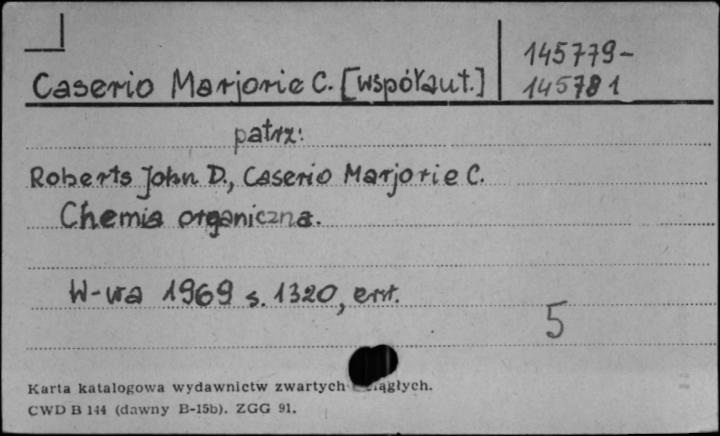 145779-
145781
Caserio Marjorie C. [współaut.]
patrz:
Roberts John D., Caserio Marjorie C.
Chemia organiczna.
W-wa 1969 s. 1320,
5
Karta katalogowa wydawnictw zwartych
CWD B 144 (dawny B-15b). ZGG 91.